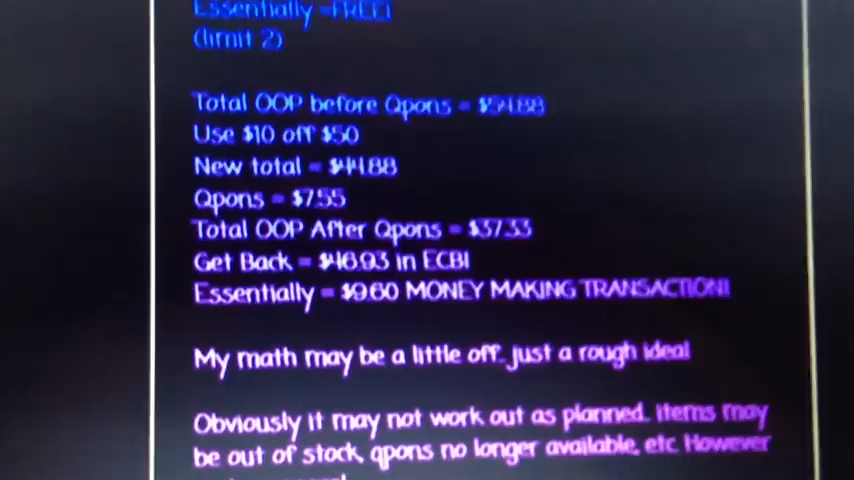 Essentially =FREE!
(limit 2)
Total OOP before Qpons = $54.88
Use $10 off $50
New total = $44.88
Qpons = $7.55
Total OOP After Qpons = $37.33
Get Back = $46.93 in ECB!
Essentially = $9.60 MONEY MAKING TRANSACTION!
My math may be a little off. just a rough idea!
Obviously it may not work out as planned. items may
be out of stock, qpons no longer available, etc. However